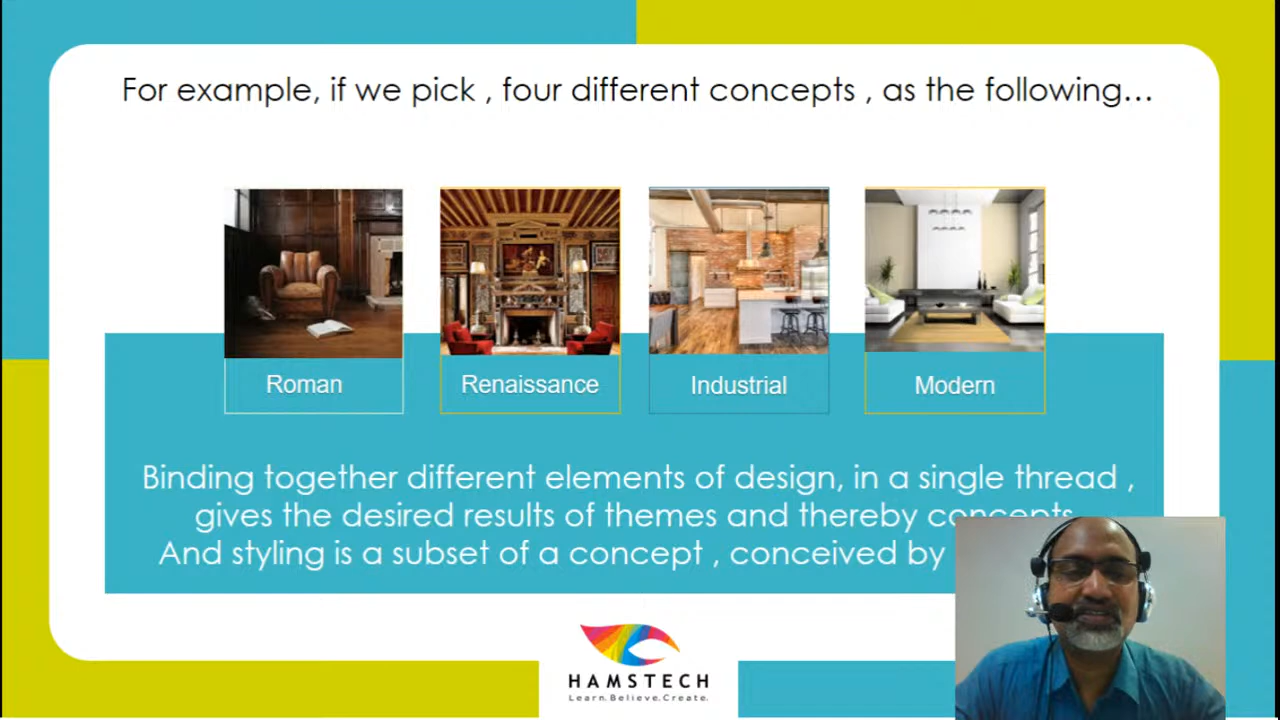 For example, if we pick , four different concepts , as the following...
Roman
Renaissance
Industrial
Modern
Binding together different elements of design, in a single thread ,
gives the desired results of themes and thereby concepts
And styling is a subset of a concept , conceived by
HAMSTECH
Learn.Believe.Create.